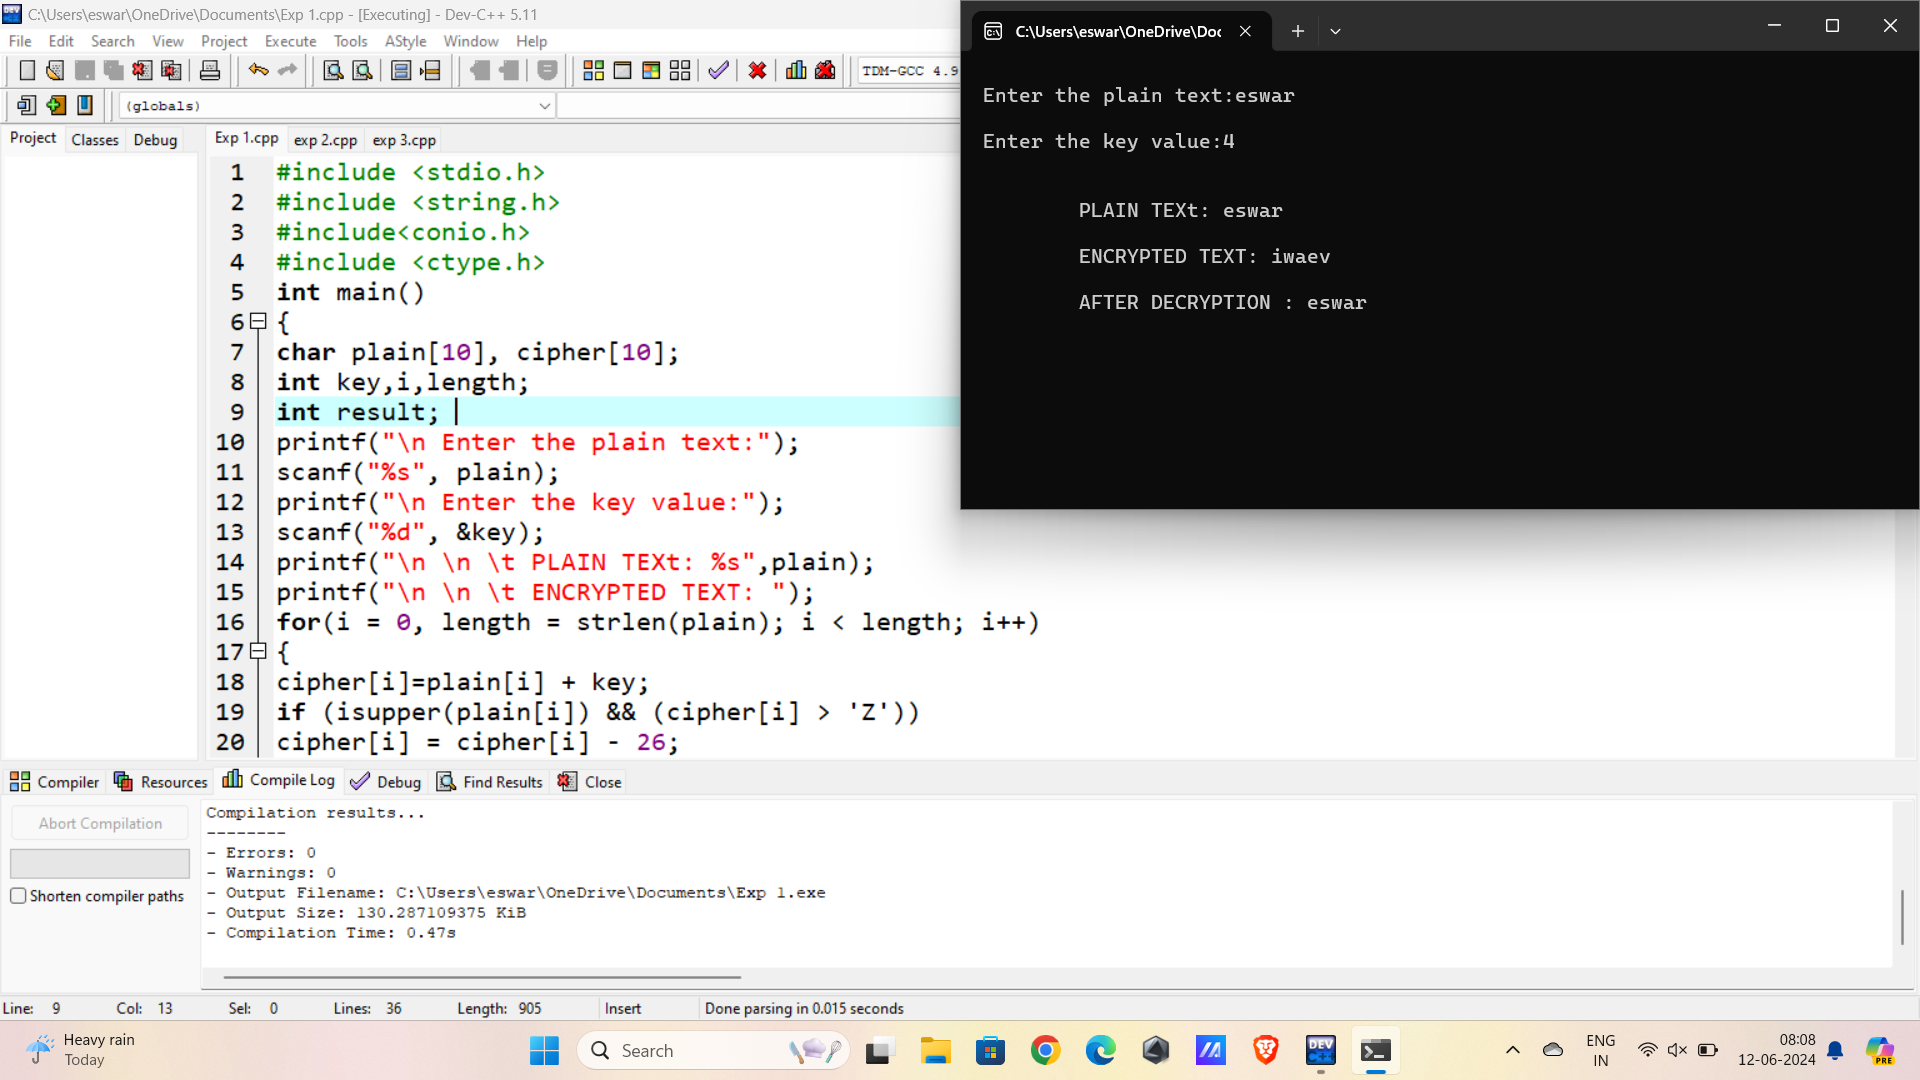 C:\Users\eswar\OneDrive\Documents\Exp 1.cpp - [Executing] - Dev-C++ 5.11
File Edit Search View Project Execute Tools AStyle Window Help
TDM-GCC 4.9
(globals)
Project Classes Debug
Exp 1.cpp exp 2.cpp exp 3.cpp
1 #include <stdio.h>
2 #include <string.h>
3 #include<conio.h>
4 #include <ctype.h>
5 int main()
6 {
7 char plain[10], cipher[10];
8 int key,i,length;
9 int result;
10 printf("\n Enter the plain text:");
11 scanf("%s", plain);
12 printf("\n Enter the key value:");
13 scanf("%d", &key);
14 printf("\n \n \t PLAIN TEXt: %s",plain);
15 printf("\n \n \t ENCRYPTED TEXT: ");
16 for(i = 0, length = strlen(plain); i < length; i++)
17 {
18 cipher[i]=plain[i] + key;
19 if (isupper(plain[i]) && (cipher[i] > 'Z'))
20 cipher[i] = cipher[i] - 26;
C:\Users\eswar\OneDrive\Doc
Enter the plain text:eswar
Enter the key value:4
PLAIN TEXt: eswar
ENCRYPTED TEXT: iwaev
AFTER DECRYPTION : eswar
Compiler Resources Compile Log Debug Find Results Close
Abort Compilation
Shorten compiler paths
Compilation results...
--------
- Errors: 0
- Warnings: 0
- Output Filename: C:\Users\eswar\OneDrive\Documents\Exp 1.exe
- Output Size: 130.287109375 KiB
- Compilation Time: 0.47s
Line: 9 Col: 13 Sel: 0 Lines: 36 Length: 905 Insert Done parsing in 0.015 seconds
Heavy rain
Today
Search
DEV
PRE
ENG
IN
08:08
12-06-2024